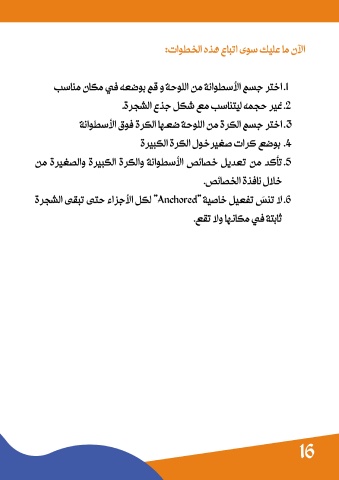 الآن ما عليك سوى اتباع هذه الخطوات:
1. اختر جسم الأسطوانة من اللوحة و قم بوضعه في مكان مناسب
2. غير حجمه ليتناسب مع شكل جذع الشجرة.
3. اختر جسم الكرة من اللوحة ضعها الكرة فوق الأسطوانة
4. بوضع كرات صغير حول الكرة الكبيرة
5. تأكد من تعديل خصائص الأسطوانة والكرة الكبيرة والصغيرة من
خلال نافذة الخصائص.
6. لا تنسَ تفعيل خاصية "Anchored" لكل الأجزاء حتى تبقى الشجرة
ثابتة في مكانها ولا تقع.
16